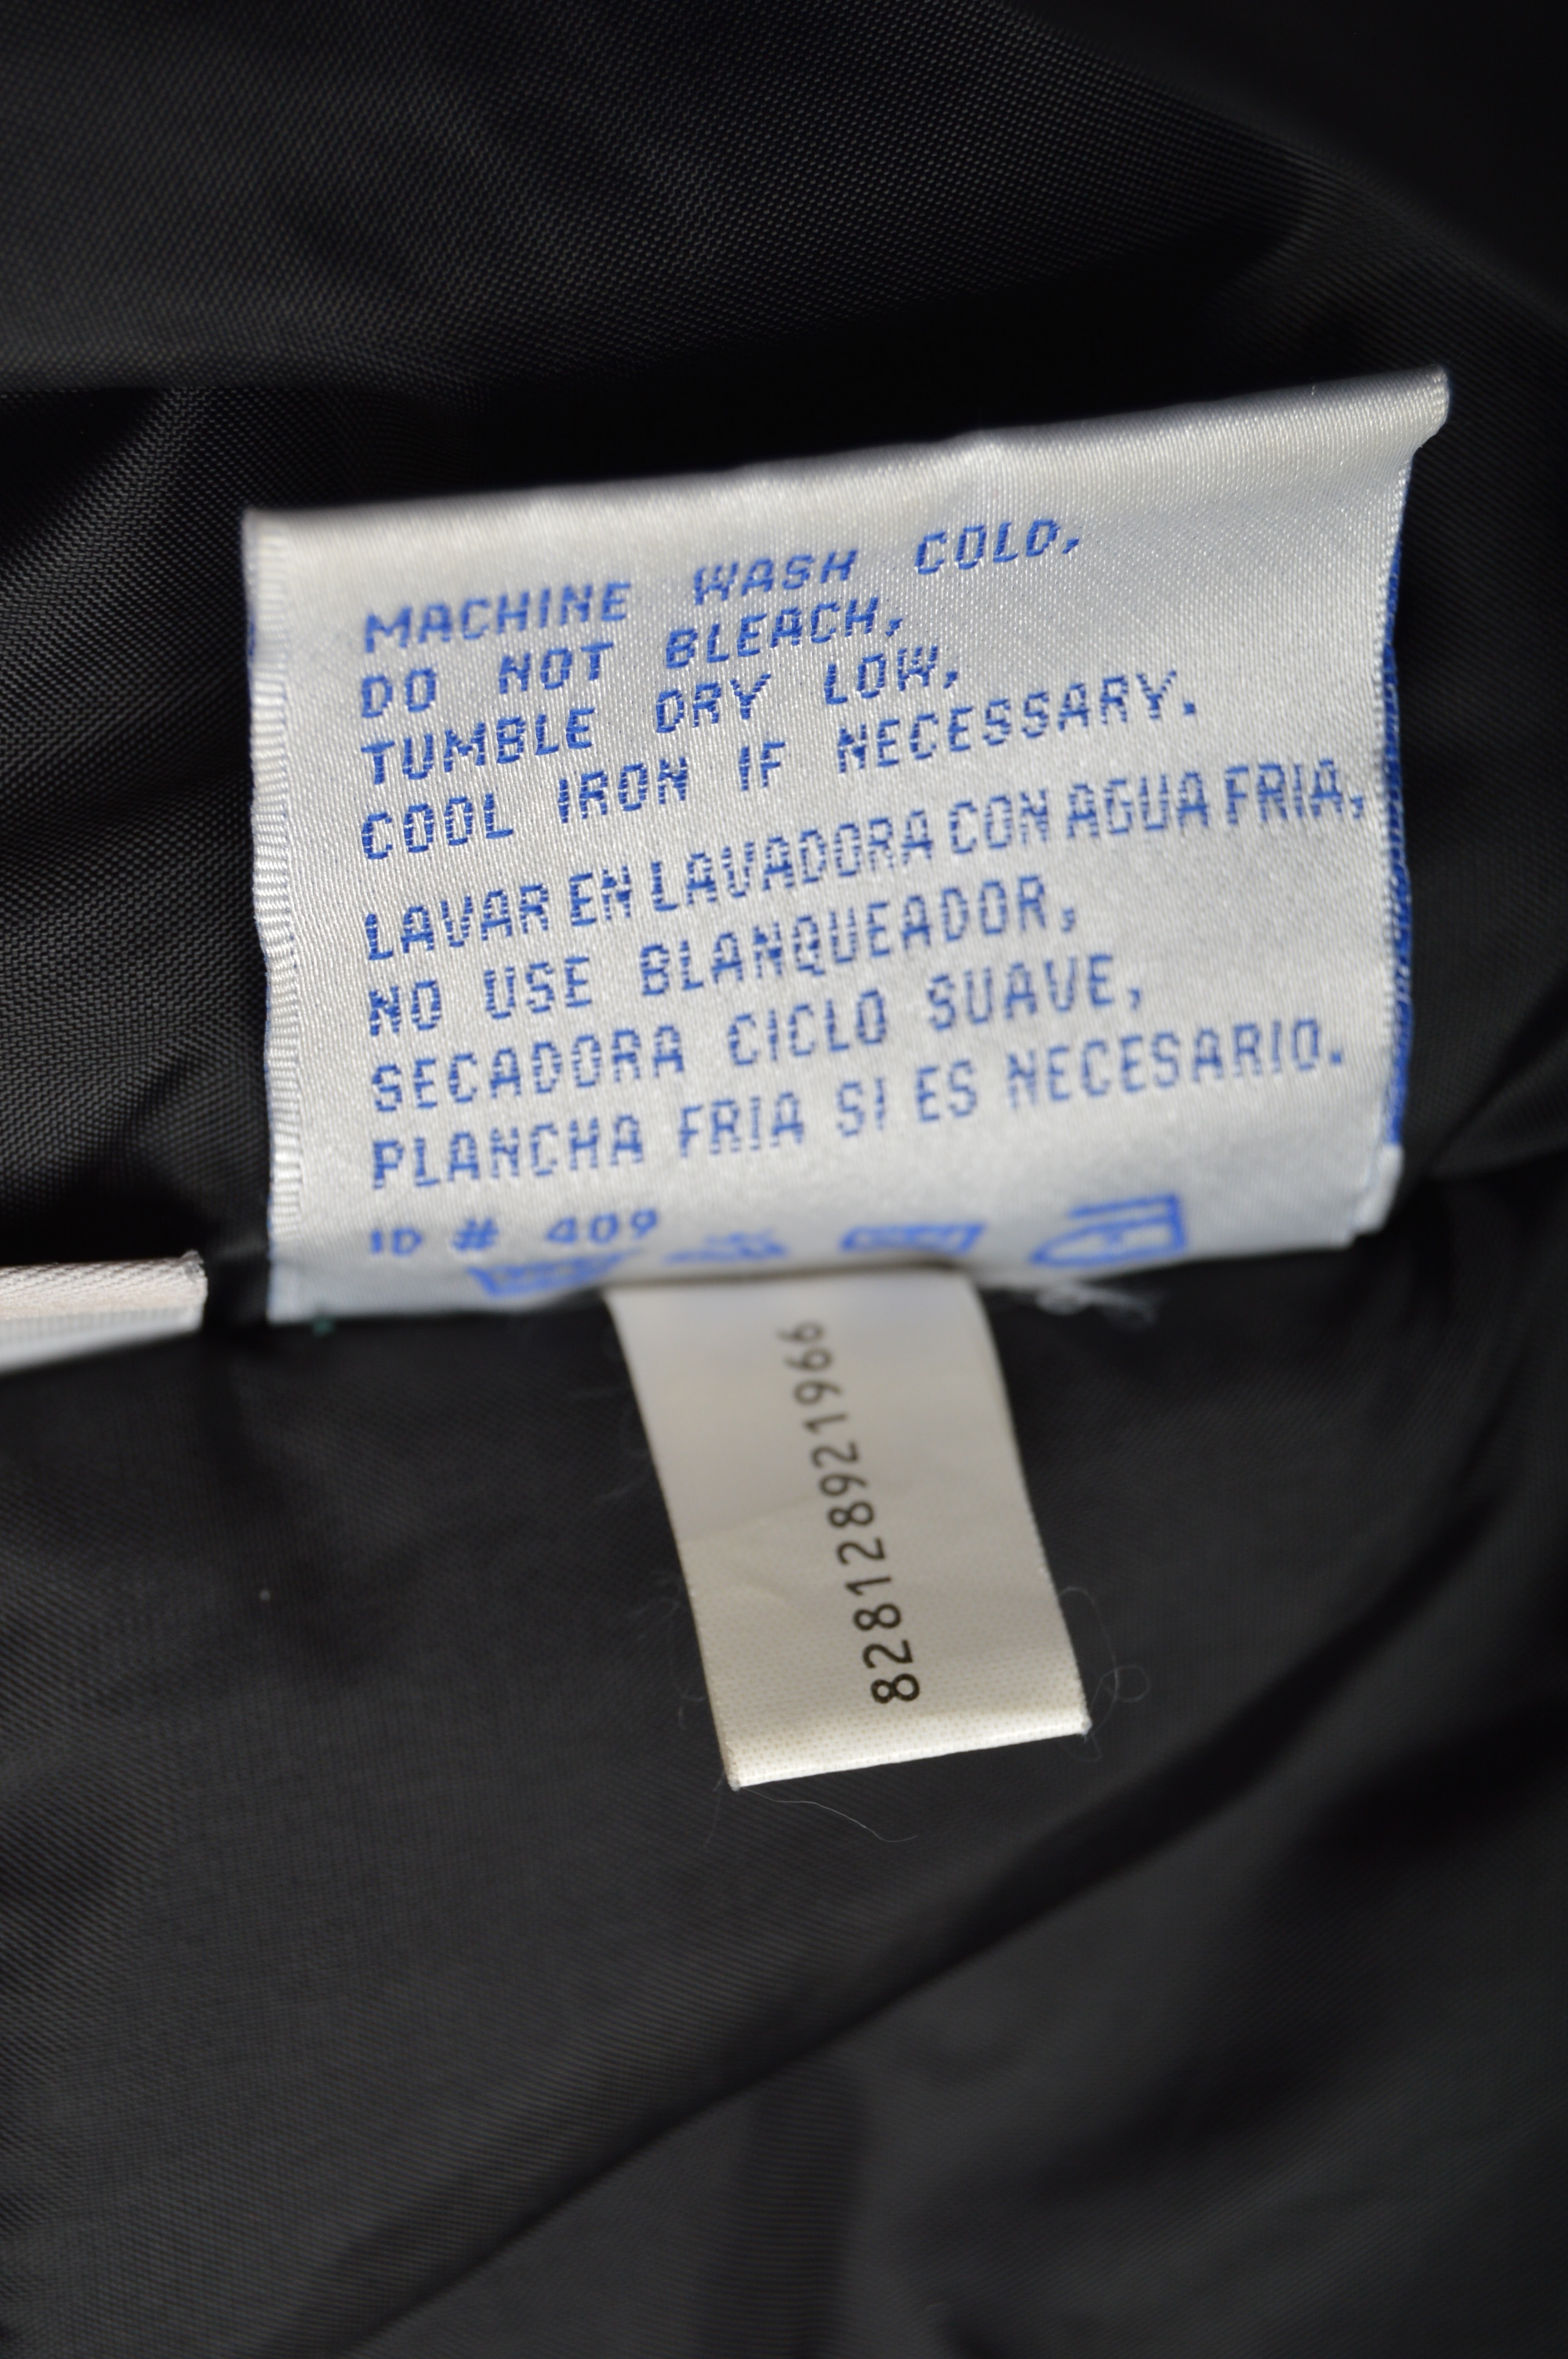 MACHINE WASH COLD,
DO NOT BLEACH,
TUMBLE DRY LOW,
COOL IRON IF NECESSARY.
LAVAR EN LAVADORA CON AGUA FRIA,
NO USE BLANQUEADOR,
SECADORA CICLO SUAVE,
PLANCHA FRIA SI ES NECESARIO.
ID # 409
828128921966